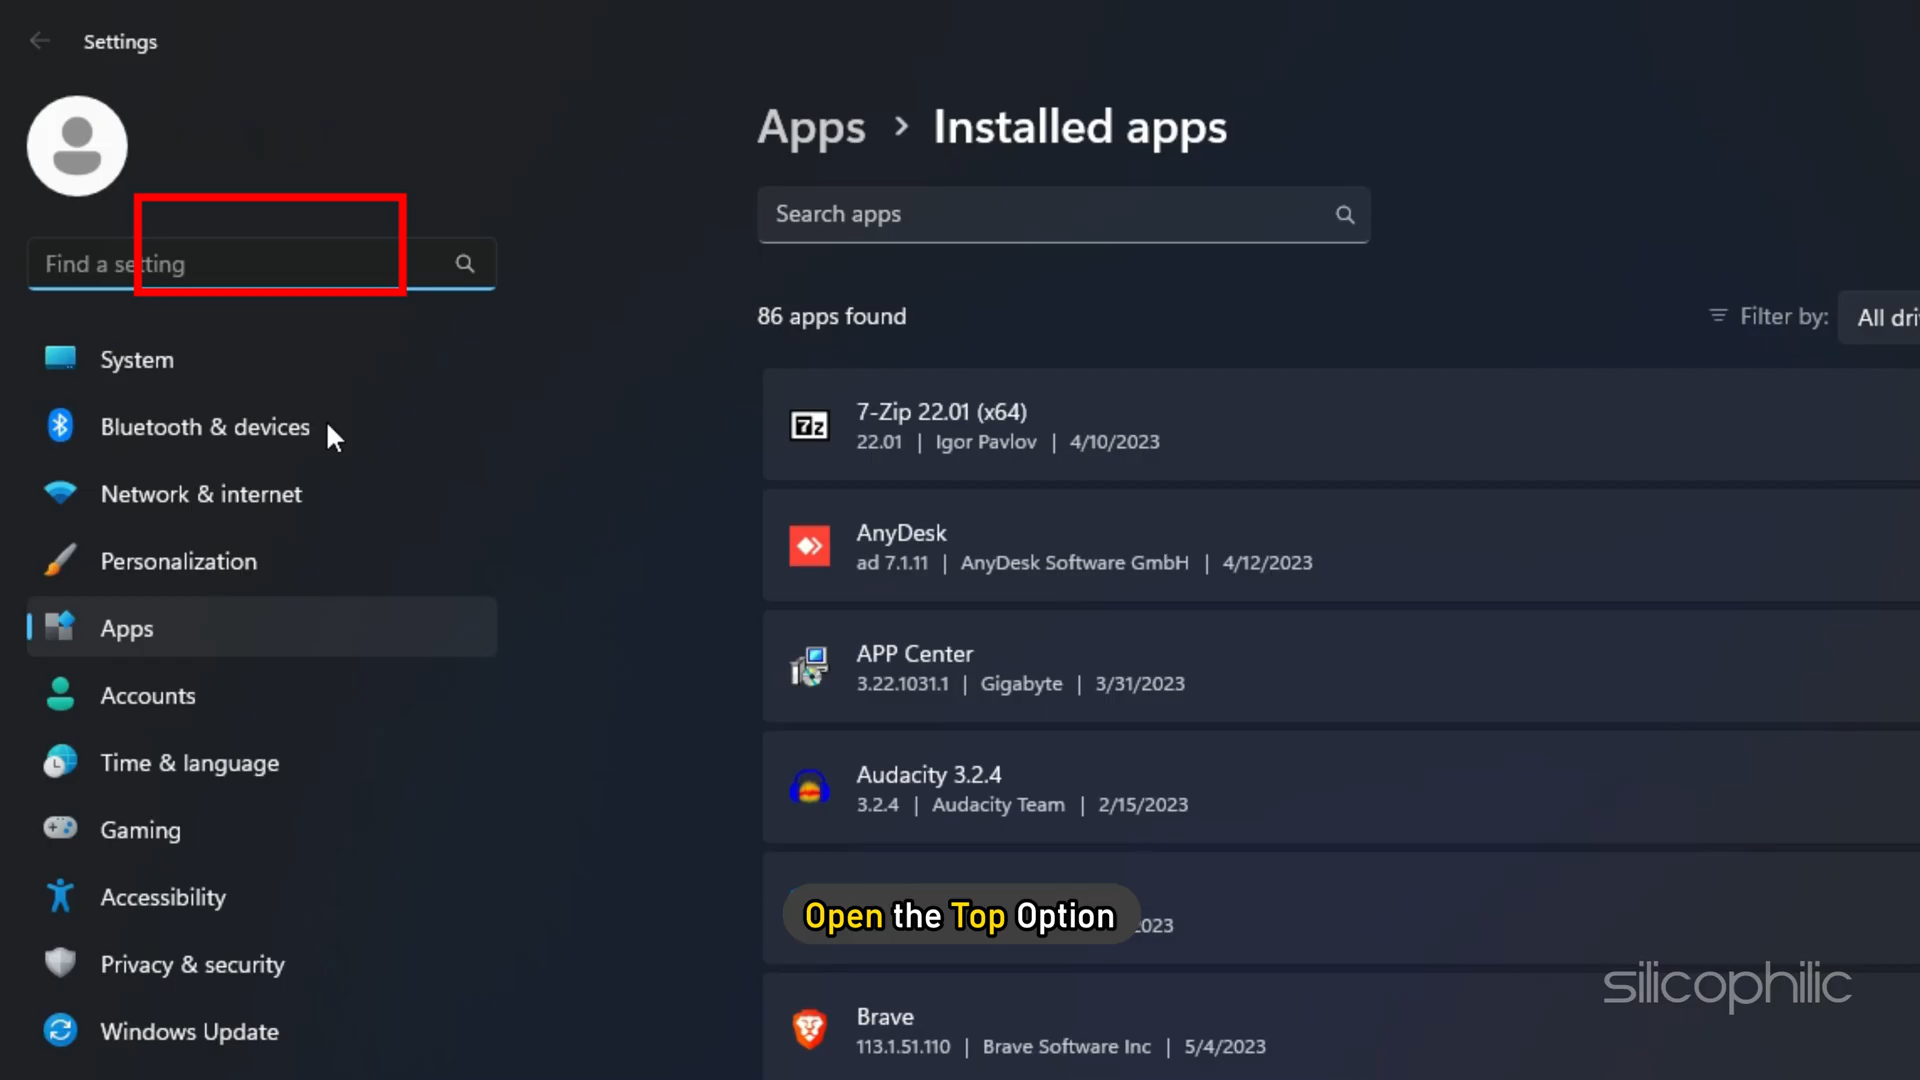 Settings
Find a setting
System
Bluetooth & devices
Network & internet
Personalization
Apps
Accounts
Time & language
Gaming
Accessibility
Privacy & security
Windows Update
Apps > Installed apps
Search apps
86 apps found
Filter by: All dri
7-Zip 22.01 (x64)
22.01 | Igor Pavlov | 4/10/2023
AnyDesk
ad 7.1.11 | AnyDesk Software GmbH | 4/12/2023
APP Center
3.22.1031.1 | Gigabyte | 3/31/2023
Audacity 3.2.4
3.2.4 | Audacity Team | 2/15/2023
Open the Top Option
2023
Brave
113.1.51.110 | Brave Software Inc | 5/4/2023
silicophilic